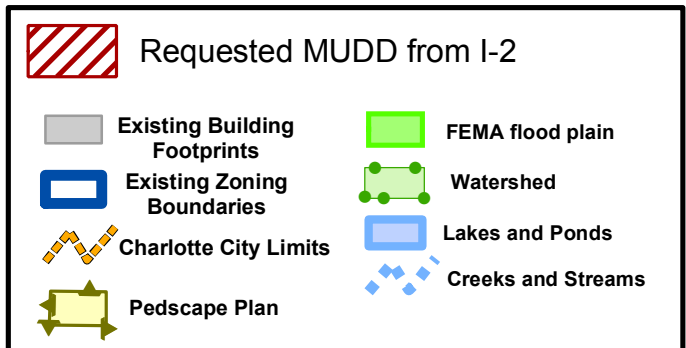 Requested MUDD from I-2
Existing Building
Footprints
Existing Zoning
Boundaries
Charlotte City Limits
Pedscape Plan
FEMA flood plain
Watershed
Lakes and Ponds
Creeks and Streams